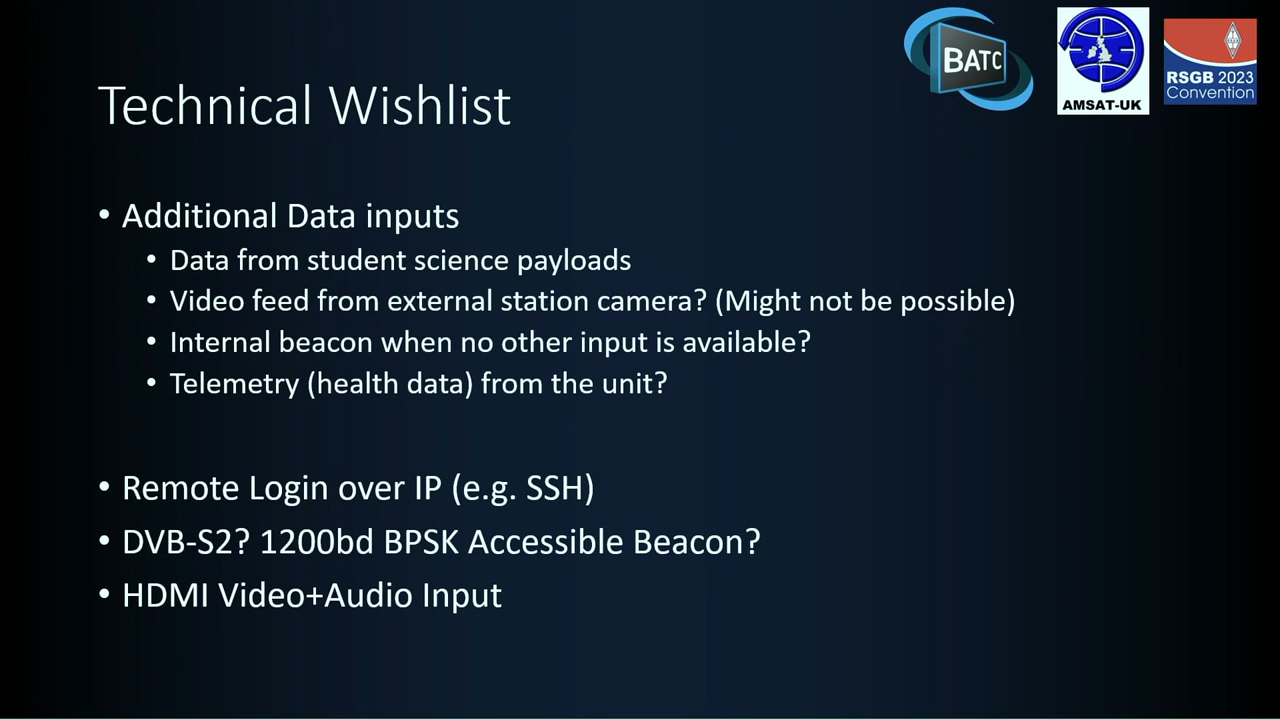 BATC
AMSAT-UK
RSGB 2023
Convention
Technical Wishlist
• Additional Data inputs
• Data from student science payloads
• Video feed from external station camera? (Might not be possible)
• Internal beacon when no other input is available?
• Telemetry (health data) from the unit?
• Remote Login over IP (e.g. SSH)
• DVB-S2? 1200bd BPSK Accessible Beacon?
• HDMI Video+Audio Input